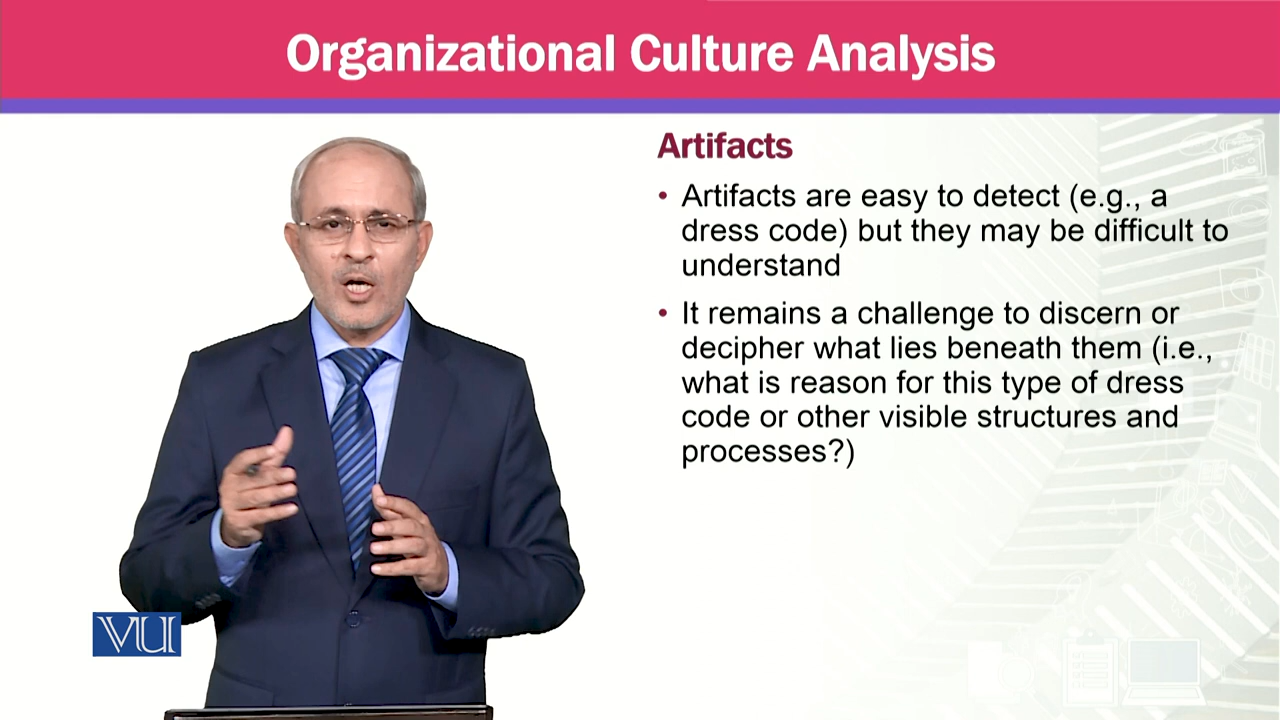 Organizational Culture Analysis
Artifacts
• Artifacts are easy to detect (e.g., a
dress code) but they may be difficult to
understand
• It remains a challenge to discern or
decipher what lies beneath them (i.e.,
what is reason for this type of dress
code or other visible structures and
processes?)
VU